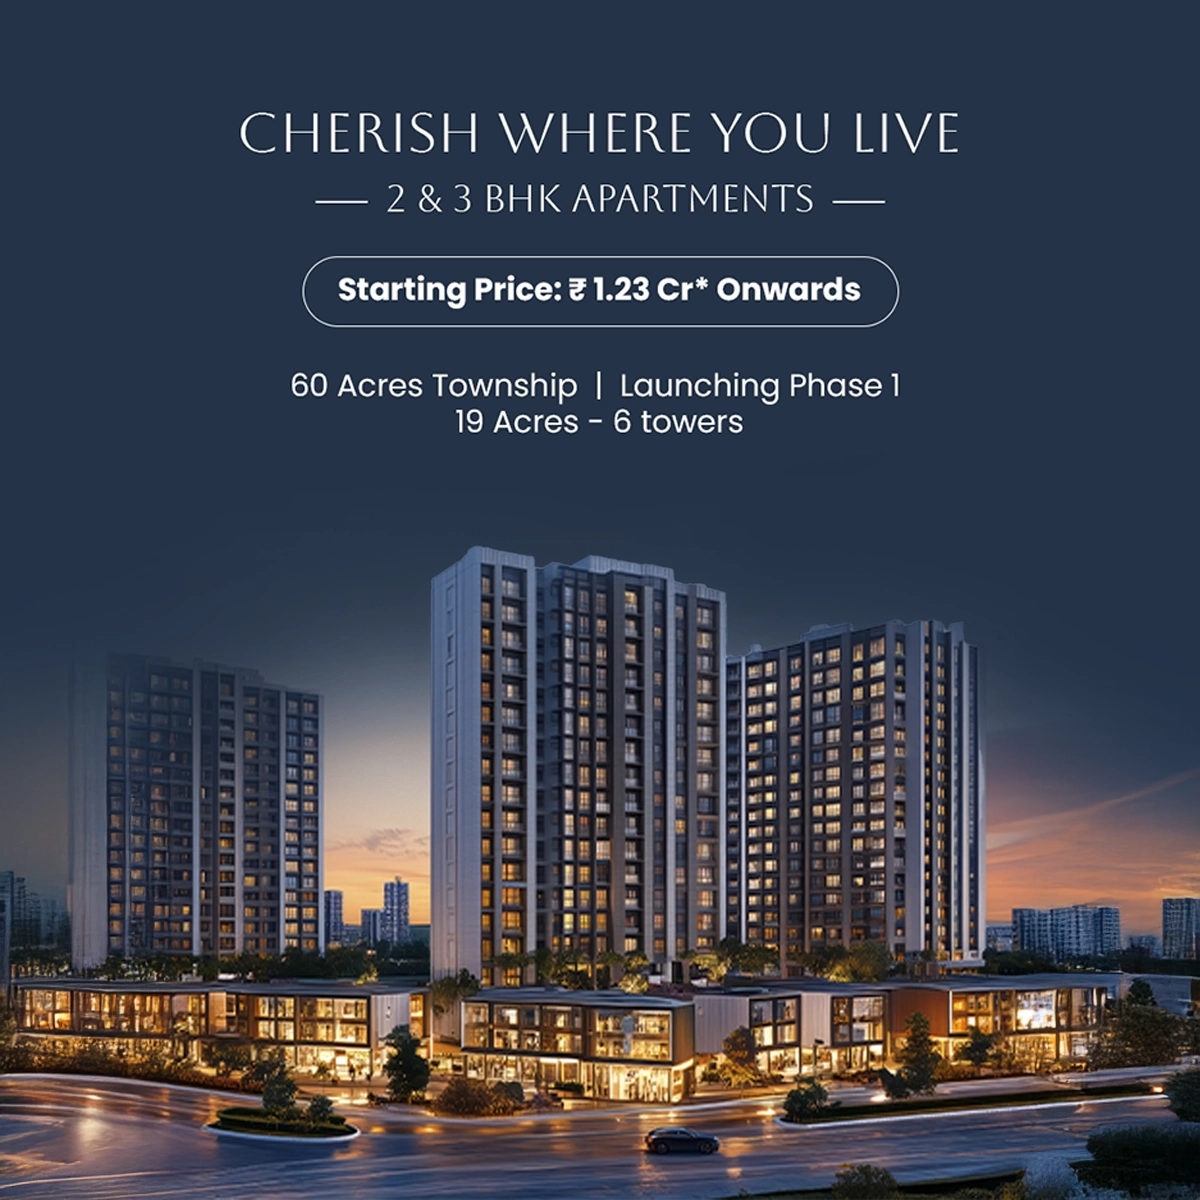 CHERISH WHERE YOU LIVE
2 & 3 BHK APARTMENTS
Starting Price: ₹ 1.23 Cr* Onwards
60 Acres Township | Launching Phase 1
19 Acres - 6 towers